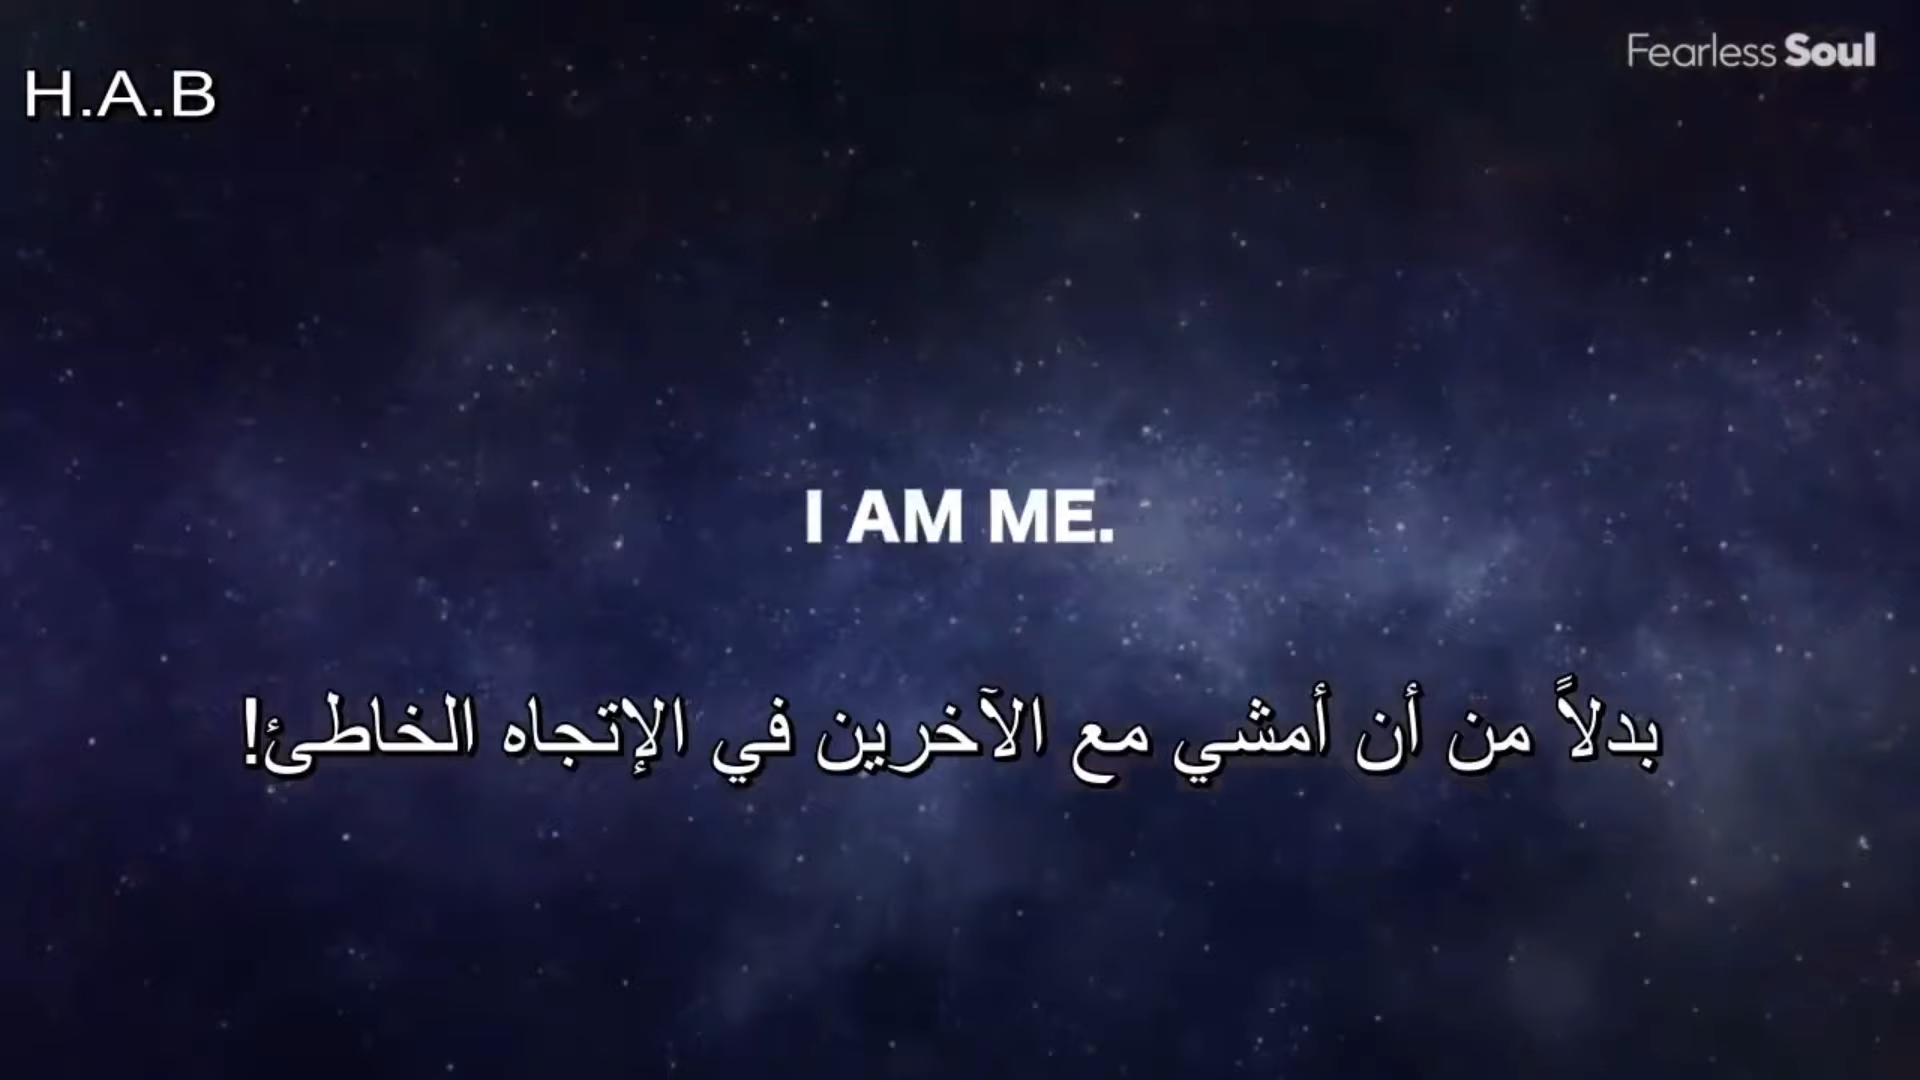 Fearless Soul
H.A.B
I AM ME.
بدلاً من أن أمشي مع الآخرين في الإتجاه الخاطئ!